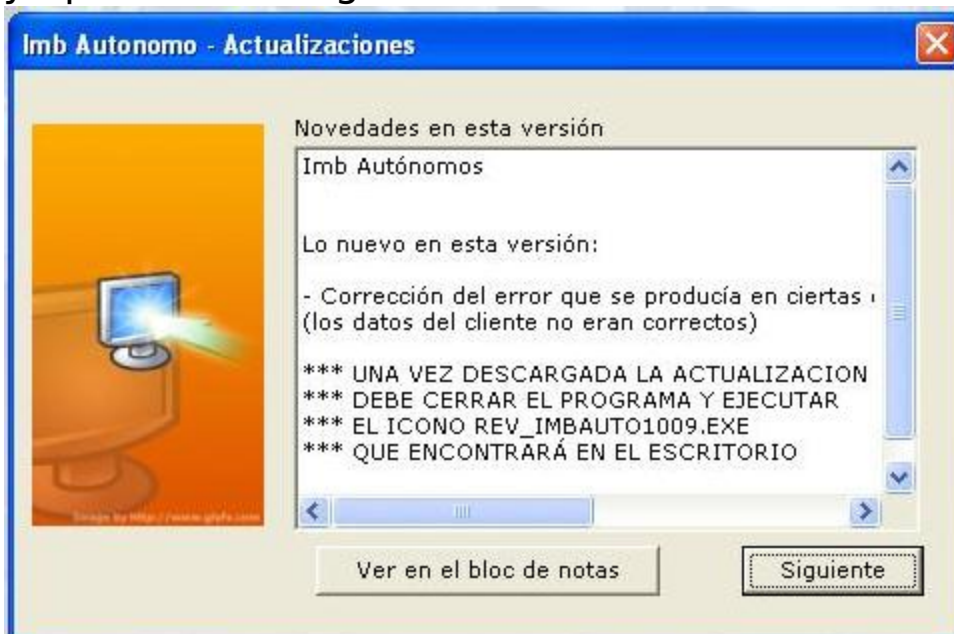 Imb Autonomo - Actualizaciones
Novedades en esta versión
Imb Autónomos
Lo nuevo en esta versión:
- Corrección del error que se producía en ciertas
(los datos del cliente no eran correctos)
*** UNA VEZ DESCARGADA LA ACTUALIZACION
*** DEBE CERRAR EL PROGRAMA Y EJECUTAR
*** EL ICONO REV_IMBAUTO1009.EXE
*** QUE ENCONTRARÁ EN EL ESCRITORIO
Ver en el bloc de notas
Siguiente